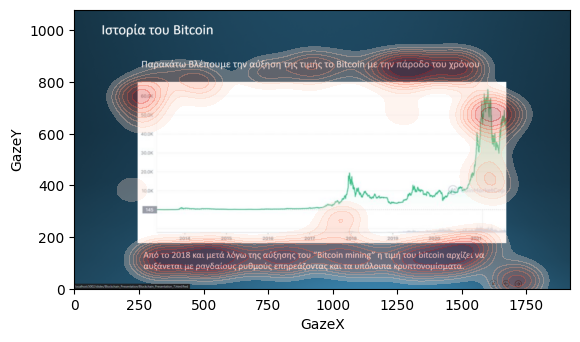 Ιστορία του Bitcoin
Παρακάτω βλέπουμε την αύξηση της τιμής το Bitcoin με την πάροδο του χρόνου
Από το 2018 και μετά λόγω της αύξησης του "Bitcoin mining" η τιμή του bitcoin αρχίζει να
αυξάνεται με ραγδαίους ρυθμούς επηρεάζοντας και τα υπόλοιπα κρυπτονομίσματα.
GazeY
1000
800
600
400
200
0
0
250
500
750
1000
1250
1500
1750
GazeX